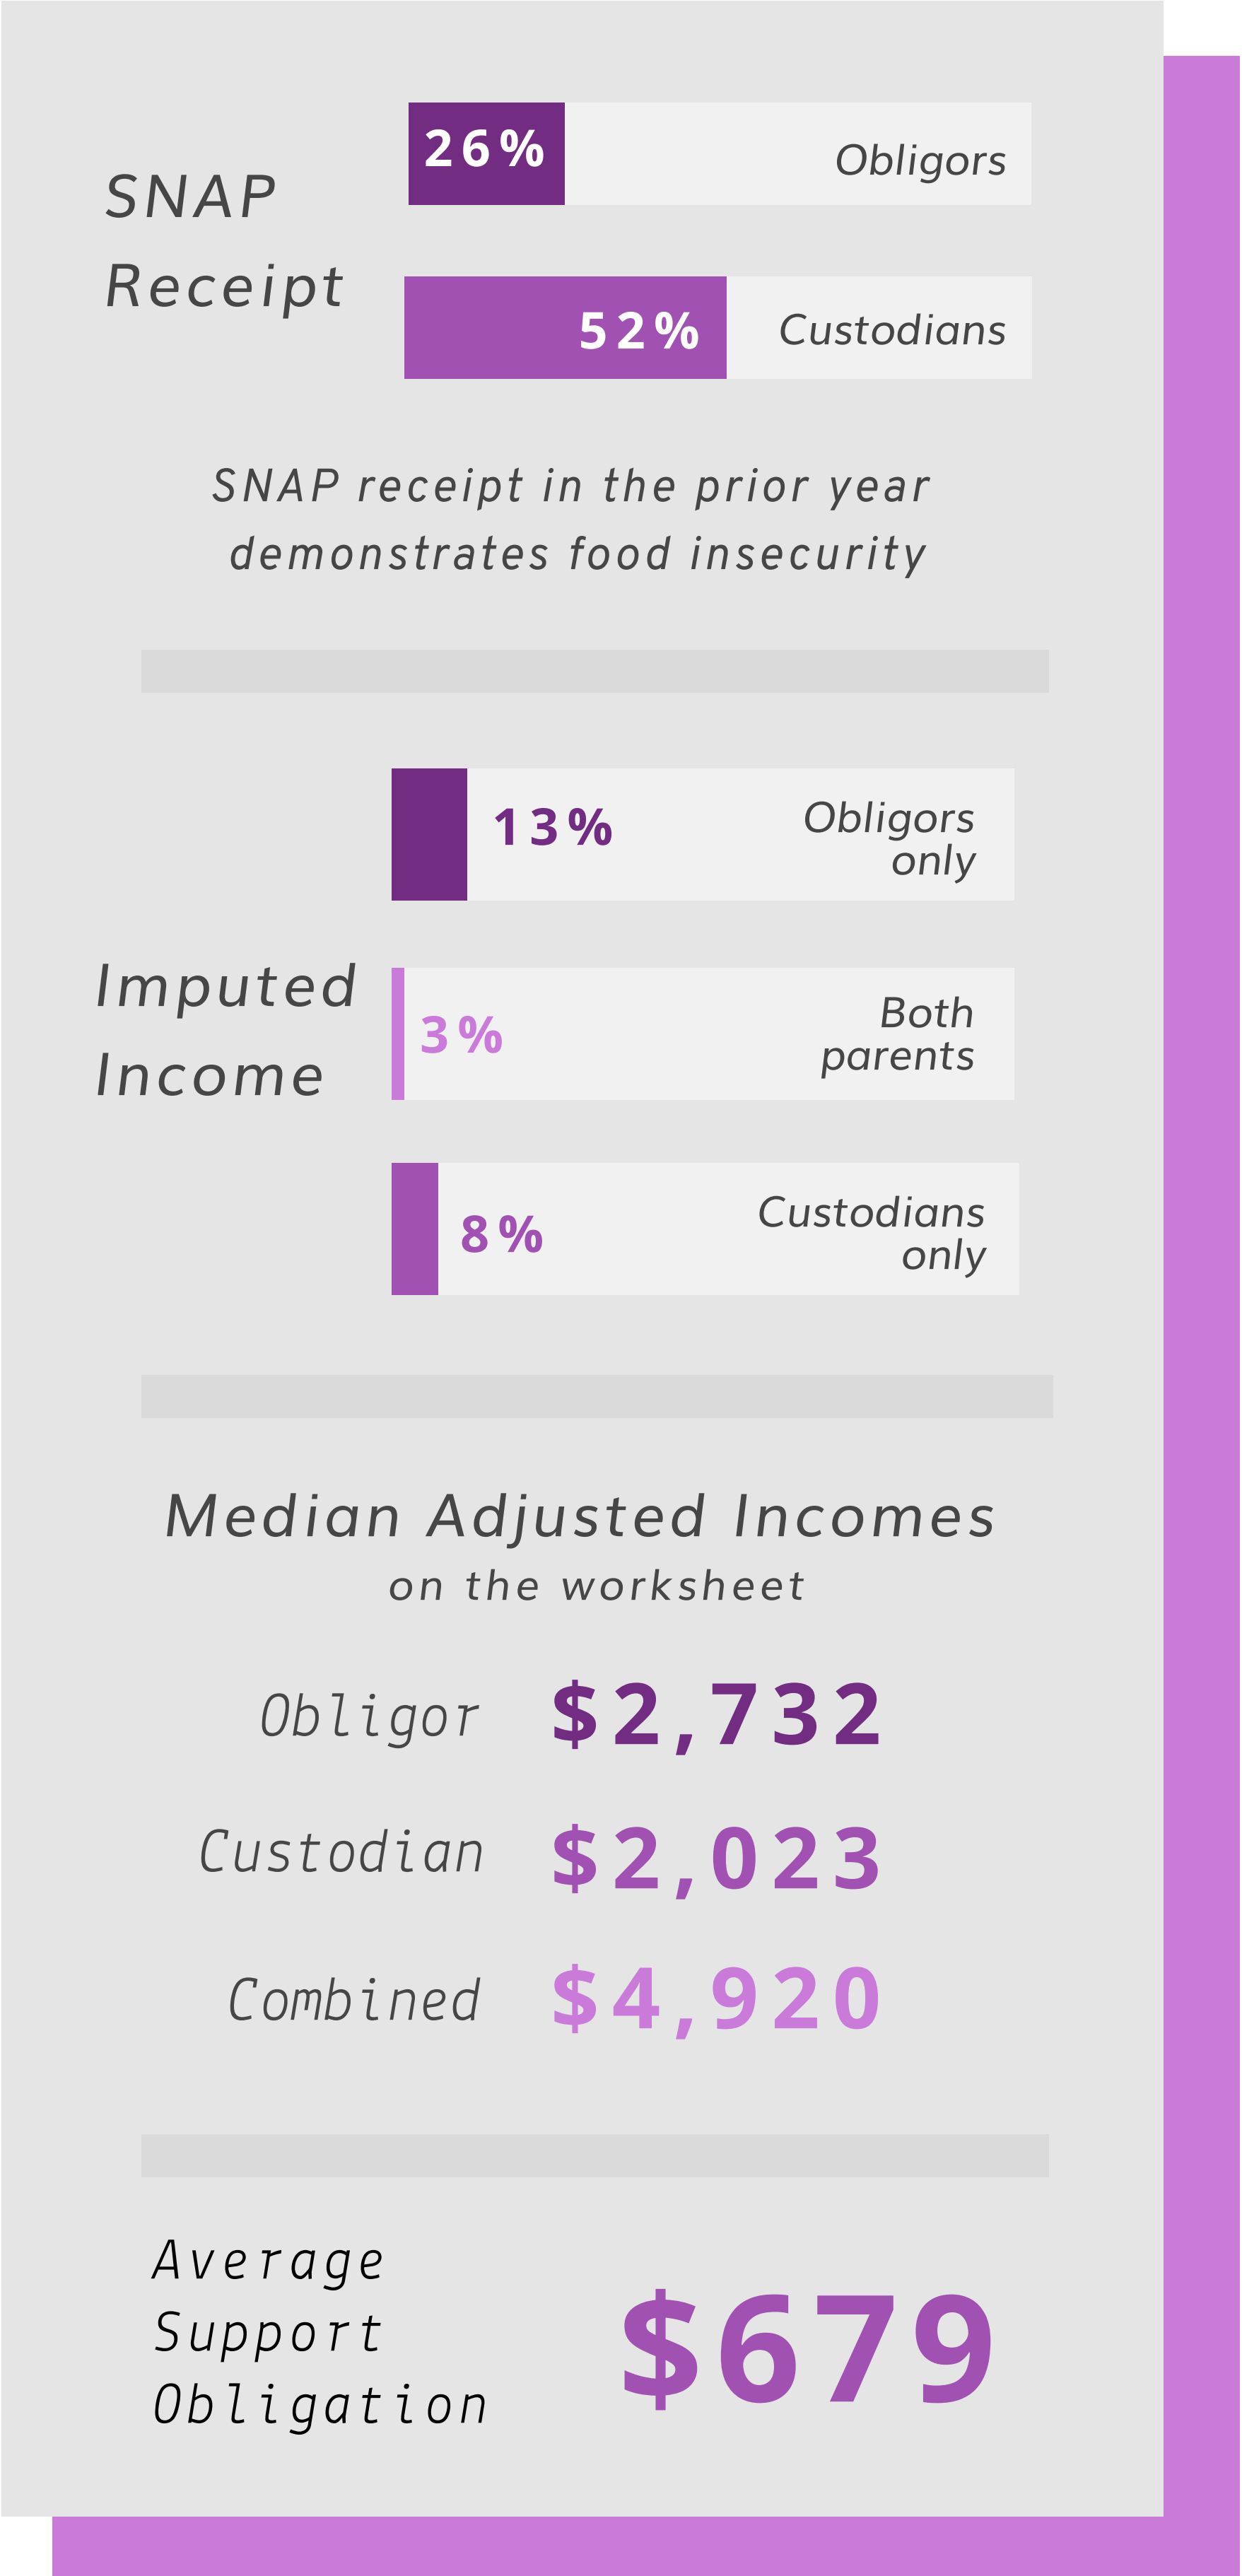 SNAP
Receipt
26%
Obligors
52%
Custodians
SNAP receipt in the prior year
demonstrates food insecurity
Imputed
Income
13%
Obligors
only
3%
Both
parents
8%
Custodians
only
Median Adjusted Incomes
on the worksheet
Obligor $2,732
Custodian $2,023
Combined $4,920
Average
Support
Obligation
$679